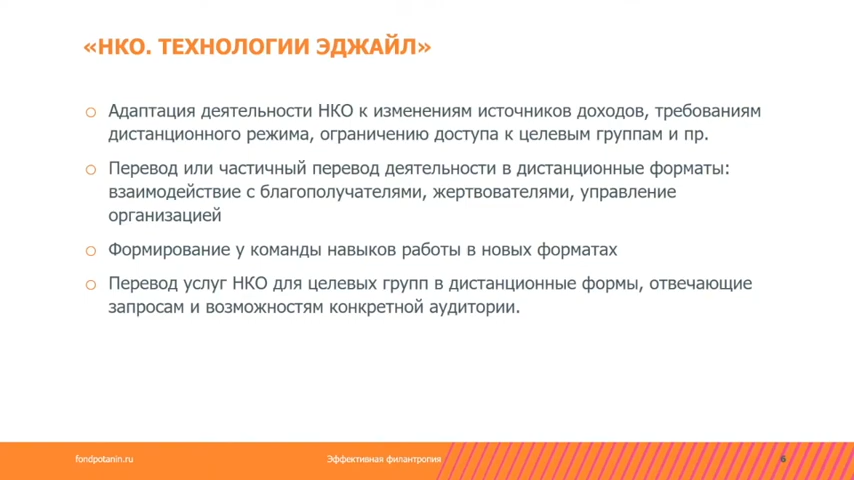 «НКО. ТЕХНОЛОГИИ ЭДЖАЙЛ»
Адаптация деятельности НКО к изменениям источников доходов, требованиям
дистанционного режима, ограничению доступа к целевым группам и пр.
Перевод или частичный перевод деятельности в дистанционные форматы:
взаимодействие с благополучателями, жертвователями, управление
организацией
Формирование у команды навыков работы в новых форматах
Перевод услуг НКО для целевых групп в дистанционные формы, отвечающие
запросам и возможностям конкретной аудитории.
fondpotanin.ru
Эффективная филантропия